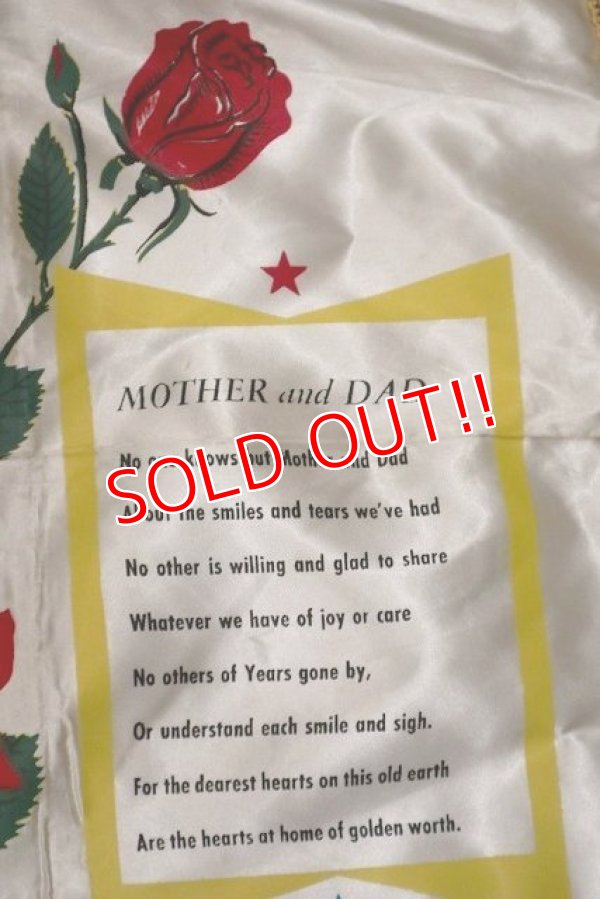 MOTHER and DAD
SOLD OUT!!
No one knows but Mother and Dad
About the smiles and tears we've had
No other is willing and glad to share
Whatever we have of joy or care
No others of Years gone by,
Or understand each smile and sigh.
For the dearest hearts on this old earth
Are the hearts at home of golden worth.